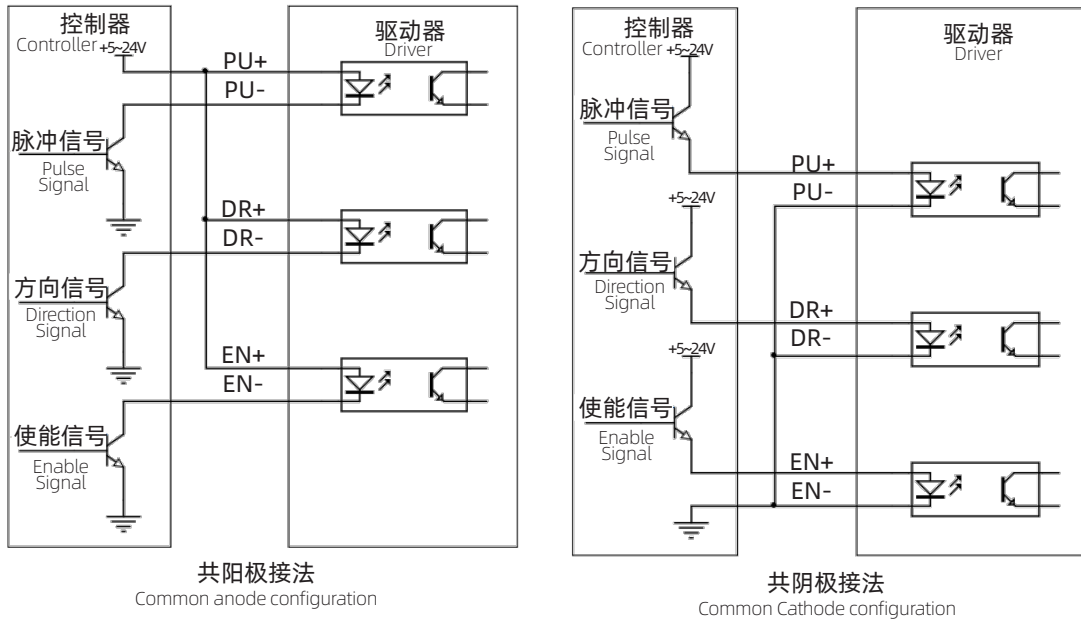 控制器
Controller +5~24V
驱动器
Driver
PU+
PU-
脉冲信号
Pulse
Signal
DR+
DR-
方向信号
Direction
Signal
EN+
EN-
使能信号
Enable
Signal
共阳极接法
Common anode configuration
控制器
Controller +5~24V
驱动器
Driver
脉冲信号
Pulse
Signal
PU+
PU-
+5~24V
方向信号
Direction
Signal
DR+
DR-
+5~24V
使能信号
Enable
Signal
EN+
EN-
共阴极接法
Common Cathode configuration